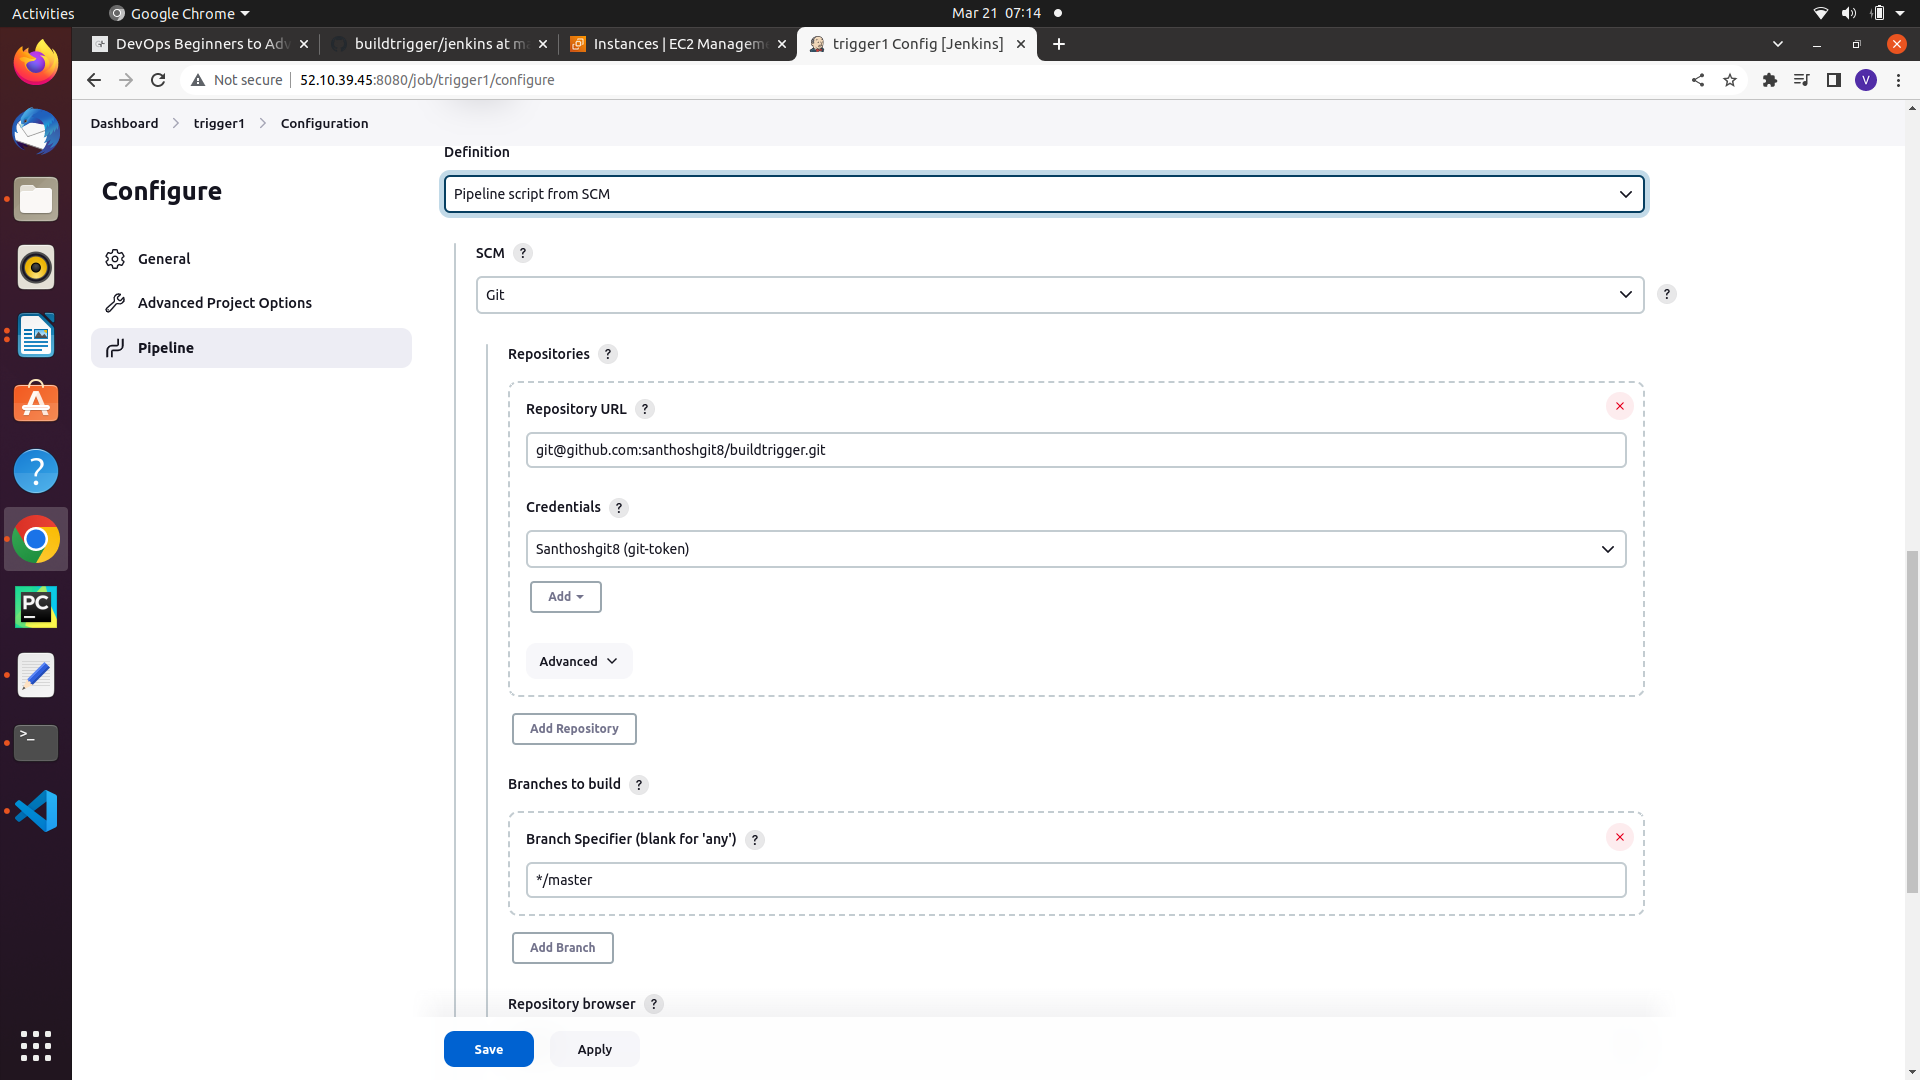 Activities
Google Chrome
Mar 21 07:14
DevOps Beginners to Adv
buildtrigger/jenkins at ma
Instances | EC2 Managem
trigger1 Config [Jenkins]
Not secure
52.10.39.45:8080/job/trigger1/configure
V
Dashboard
trigger1
Configuration
Configure
General
Advanced Project Options
Pipeline
Definition
Pipeline script from SCM
SCM ?
Git
?
Repositories ?
Repository URL ?
git@github.com:santhoshgit8/buildtrigger.git
Credentials ?
Santhoshgit8 (git-token)
Add
Advanced
Add Repository
Branches to build ?
Branch Specifier (blank for 'any') ?
*/master
Add Branch
Repository browser ?
Save
Apply
PC
>_